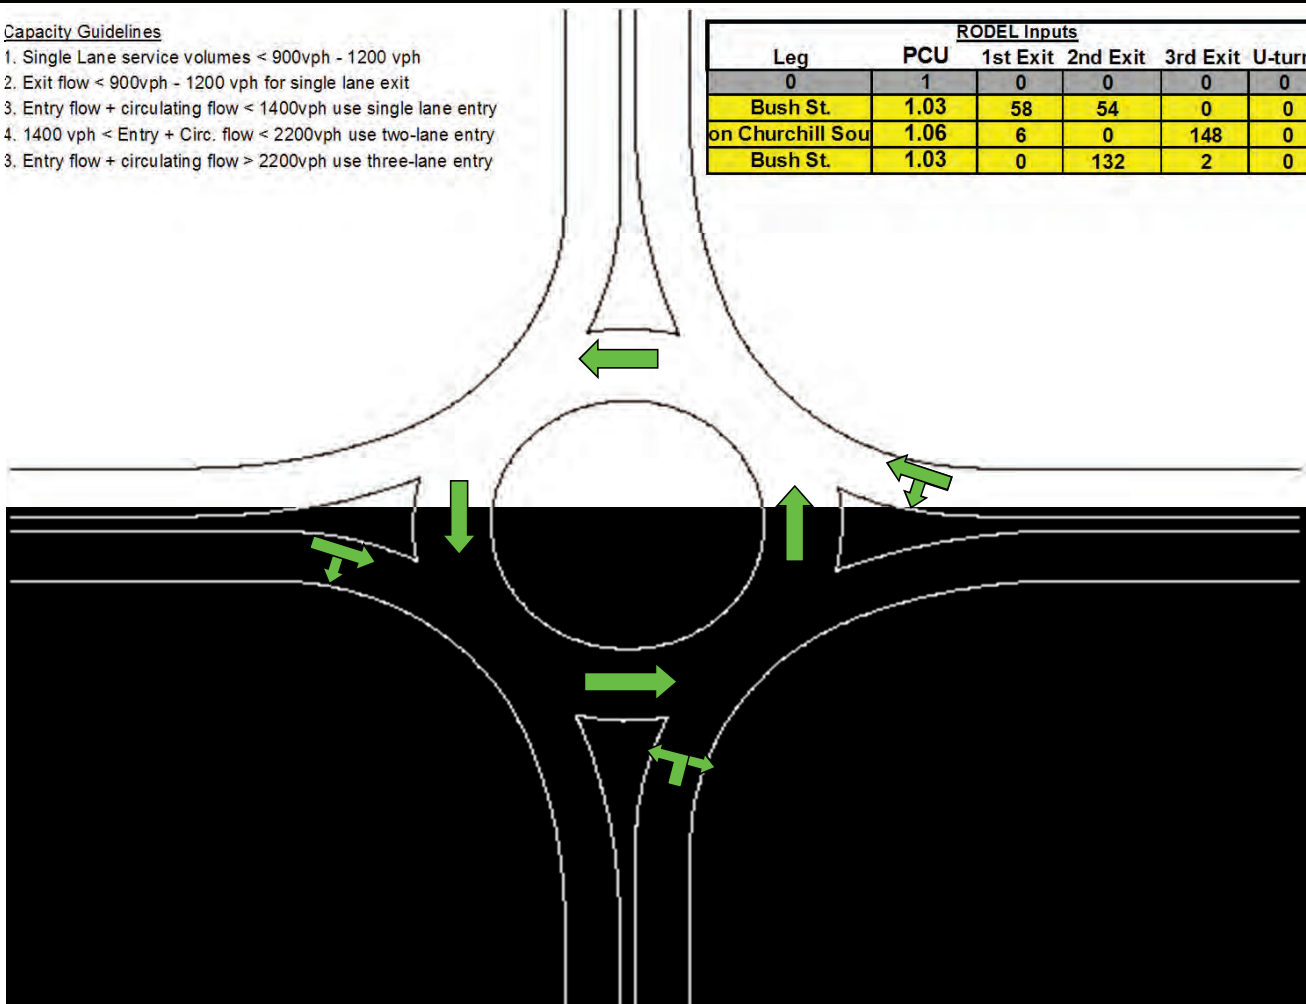 Capacity Guidelines
1. Single Lane service volumes < 900vph - 1200 vph
2. Exit flow < 900vph - 1200 vph for single lane exit
3. Entry flow + circulating flow < 1400vph use single lane entry
4. 1400 vph < Entry + Circ. flow < 2200vph use two-lane entry
3. Entry flow + circulating flow > 2200vph use three-lane entry
RODEL Inputs
Leg PCU 1st Exit 2nd Exit 3rd Exit U-turn
0 1 0 0 0 0
Bush St. 1.03 58 54 0 0
on Churchill Sou 1.06 6 0 148 0
Bush St. 1.03 0 132 2 0